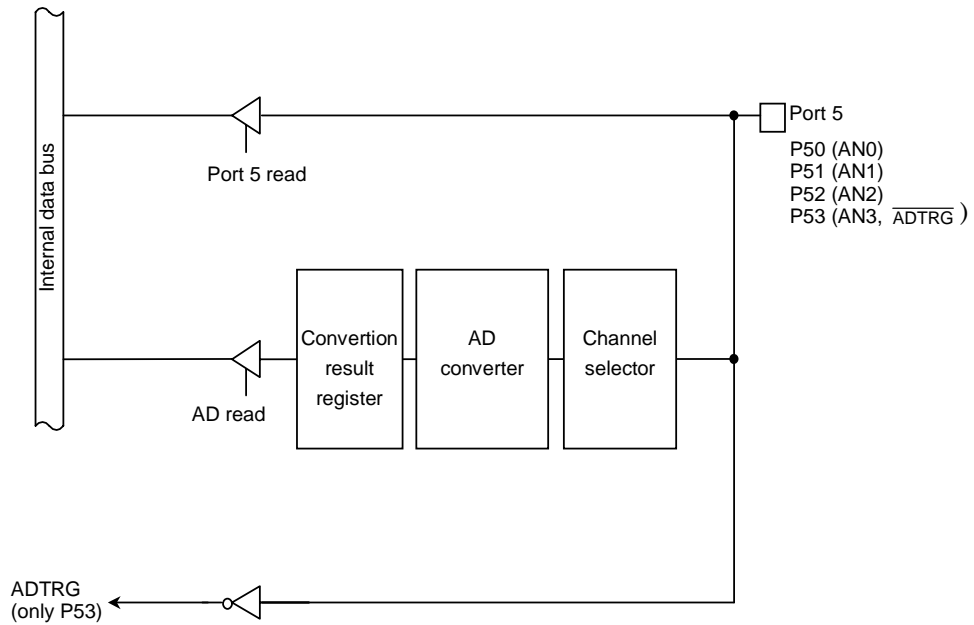 Internal data bus
Port 5 read
Port 5
P50 (AN0)
P51 (AN1)
P52 (AN2)
P53 (AN3, A̅D̅T̅R̅G̅ )
Convertion
result
register
AD
converter
Channel
selector
AD read
ADTRG
(only P53)